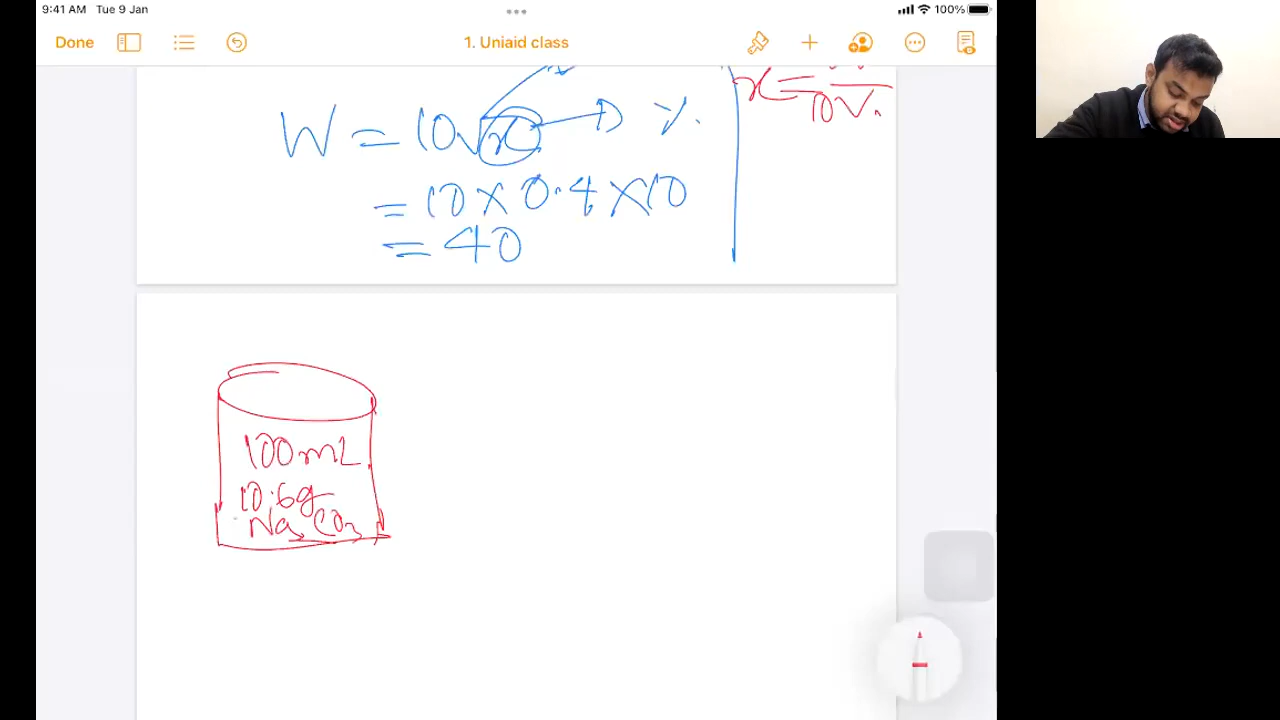 9:41 AM Tue 9 Jan
100%
Done
1. Uniaid class
W = 10Vx → %.
= 10 × 0.4 × 10
= 40
x =
10V.
100mL
10.6g
Na2CO3